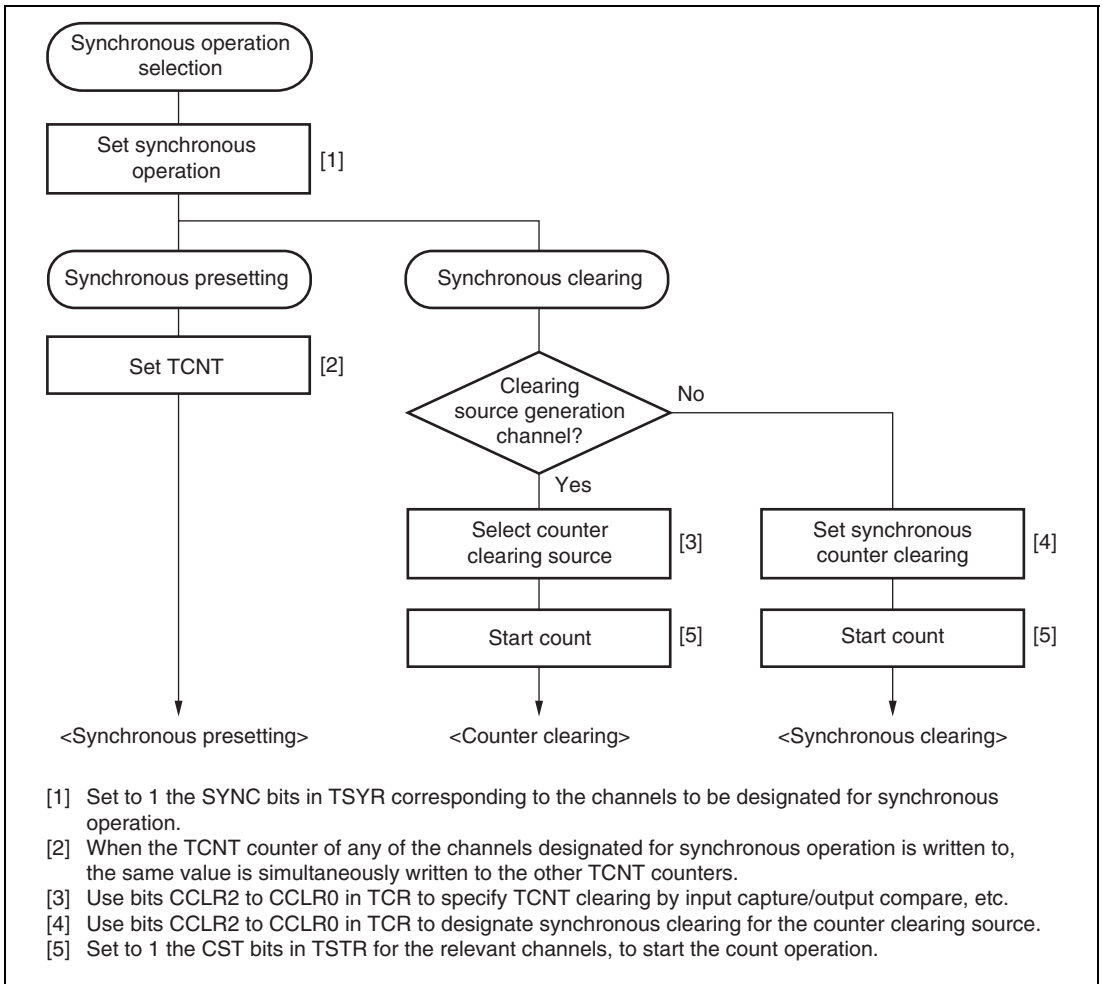 Synchronous operation
selection
Set synchronous
operation
[1]
Synchronous presetting
Synchronous clearing
Set TCNT
[2]
Clearing
source generation
channel?
No
Yes
Select counter
clearing source
[3]
Set synchronous
counter clearing
[4]
Start count
[5]
Start count
[5]
<Synchronous presetting>
<Counter clearing>
<Synchronous clearing>
[1] Set to 1 the SYNC bits in TSYR corresponding to the channels to be designated for synchronous
operation.
[2] When the TCNT counter of any of the channels designated for synchronous operation is written to,
the same value is simultaneously written to the other TCNT counters.
[3] Use bits CCLR2 to CCLR0 in TCR to specify TCNT clearing by input capture/output compare, etc.
[4] Use bits CCLR2 to CCLR0 in TCR to designate synchronous clearing for the counter clearing source.
[5] Set to 1 the CST bits in TSTR for the relevant channels, to start the count operation.